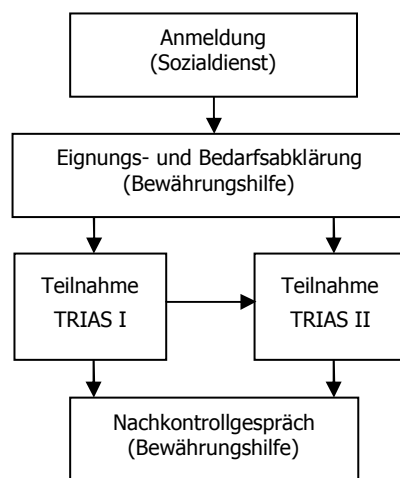 Anmeldung
(Sozialdienst)
Eignungs- und Bedarfsabklärung
(Bewährungshilfe)
Teilnahme
TRIAS I
Teilnahme
TRIAS II
Nachkontrollgespräch
(Bewährungshilfe)